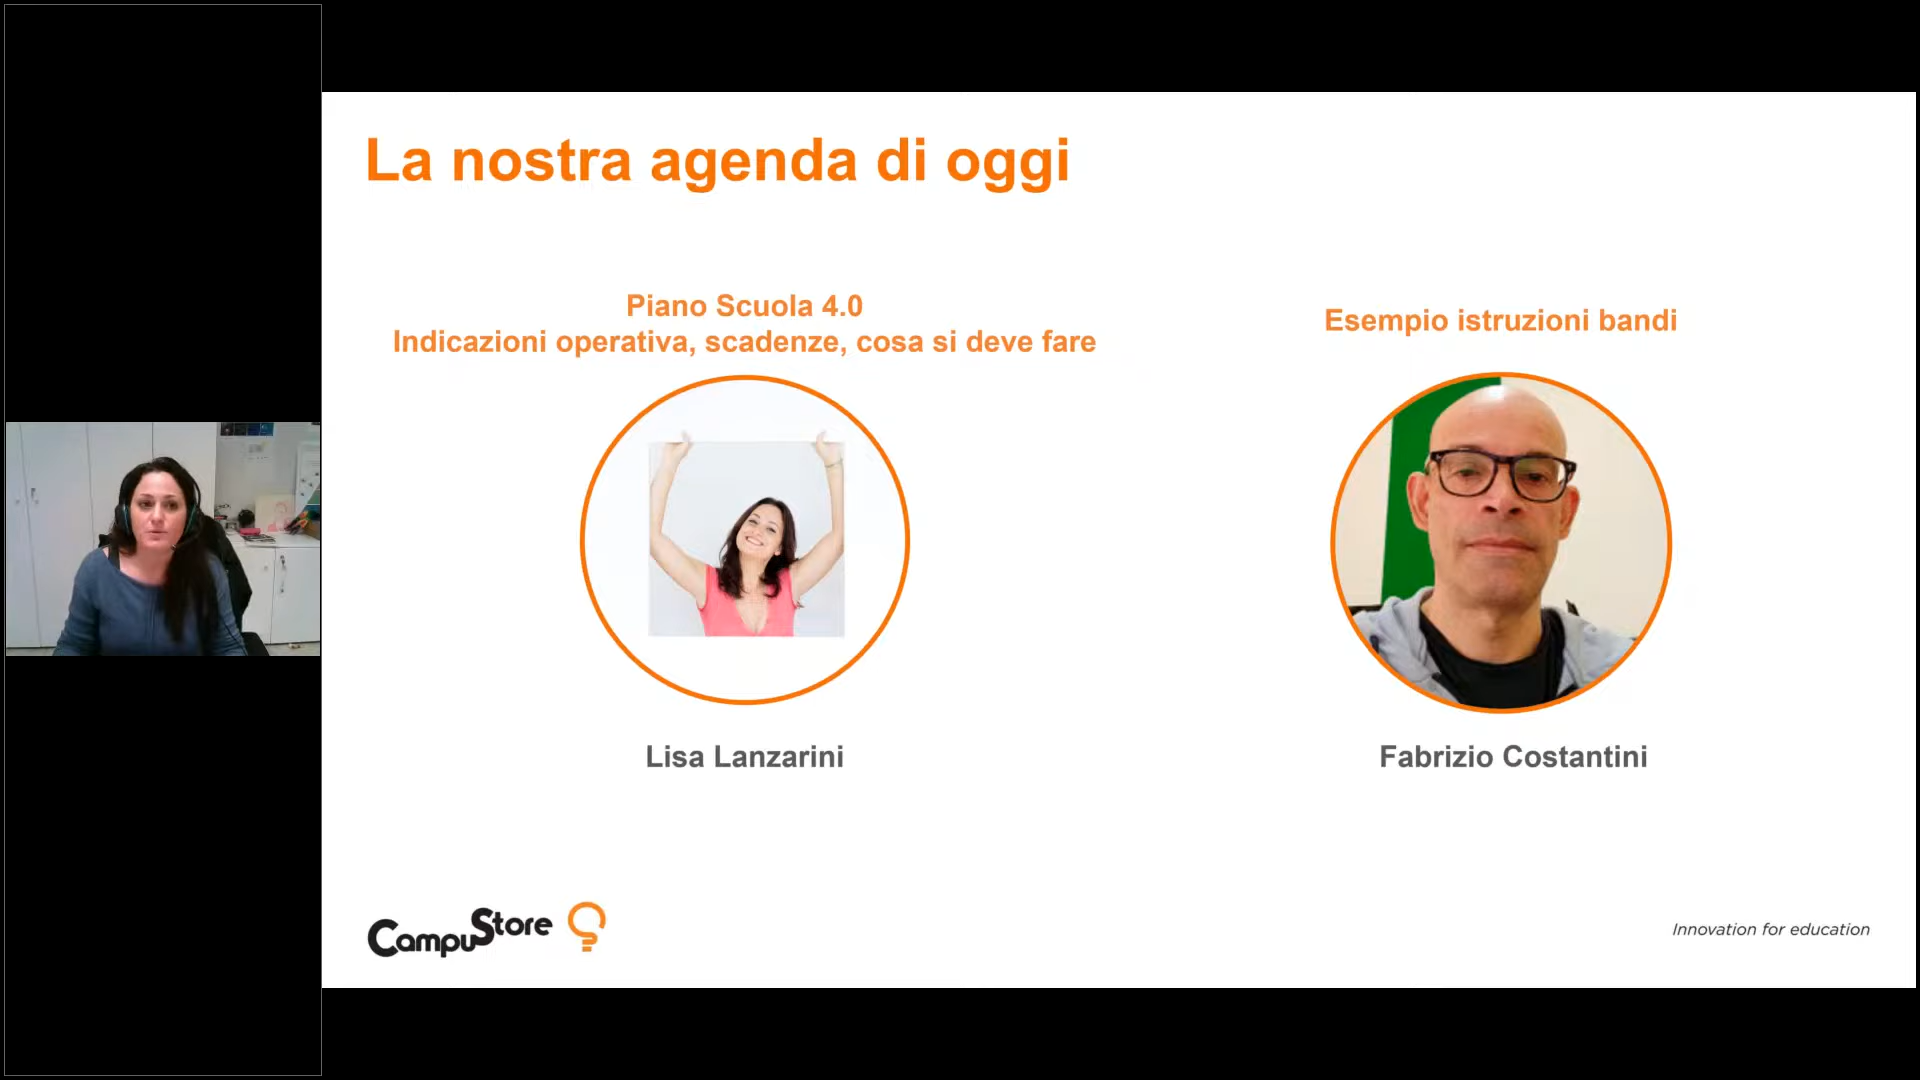 La nostra agenda di oggi
Piano Scuola 4.0
Indicazioni operativa, scadenze, cosa si deve fare
Esempio istruzioni bandi
Lisa Lanzarini
Fabrizio Costantini
CampuStore
Innovation for education